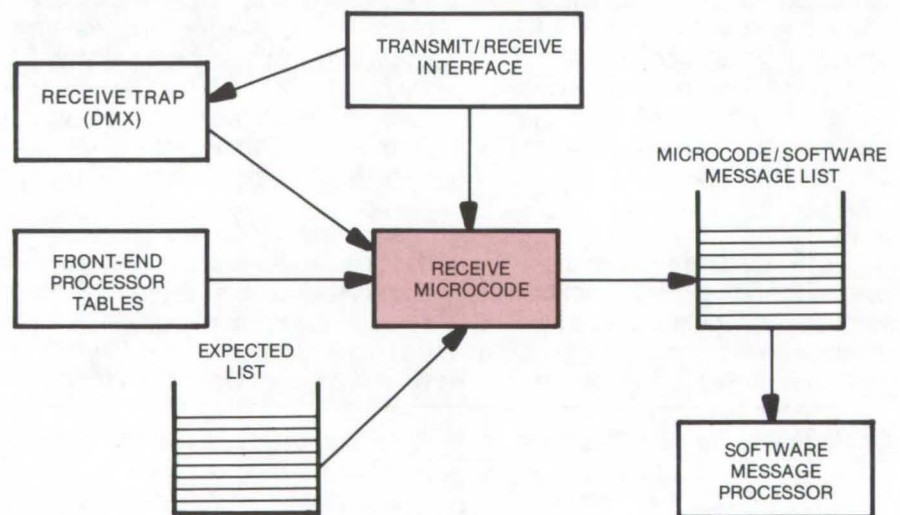 TRANSMIT/RECEIVE
INTERFACE
RECEIVE TRAP
(DMX)
MICROCODE/SOFTWARE
MESSAGE LIST
FRONT-END
PROCESSOR
TABLES
RECEIVE
MICROCODE
EXPECTED
LIST
SOFTWARE
MESSAGE
PROCESSOR